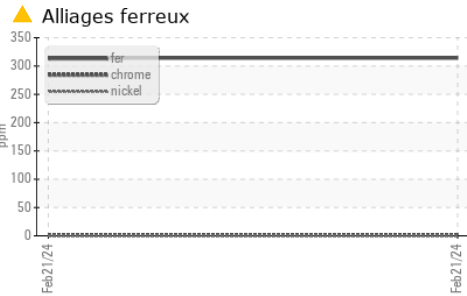 Alliages ferreux
350
300
250
200
150
100
50
0
ppm
fer
chrome
nickel
Feb21/24
Feb21/24